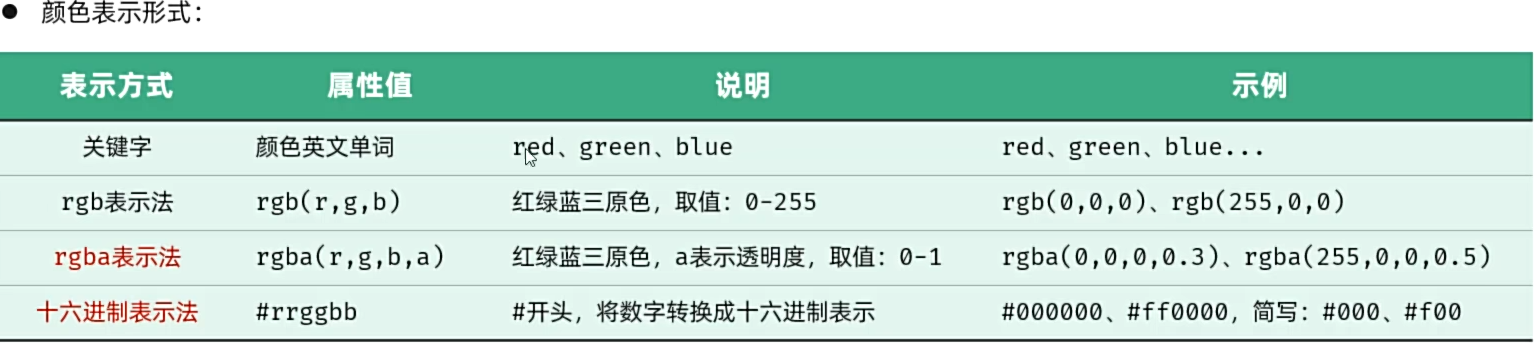 ● 颜色表示形式：
表示方式 属性值 说明 示例
关键字 颜色英文单词 red、green、blue red、green、blue...
rgb表示法 rgb(r,g,b) 红绿蓝三原色，取值：0-255 rgb(0,0,0)、rgb(255,0,0)
rgba表示法 rgba(r,g,b,a) 红绿蓝三原色，a表示透明度，取值：0-1 rgba(0,0,0,0.3)、rgba(255,0,0,0.5)
十六进制表示法 #rrggbb #开头，将数字转换成十六进制表示 #000000、#ff0000，简写：#000、#f00